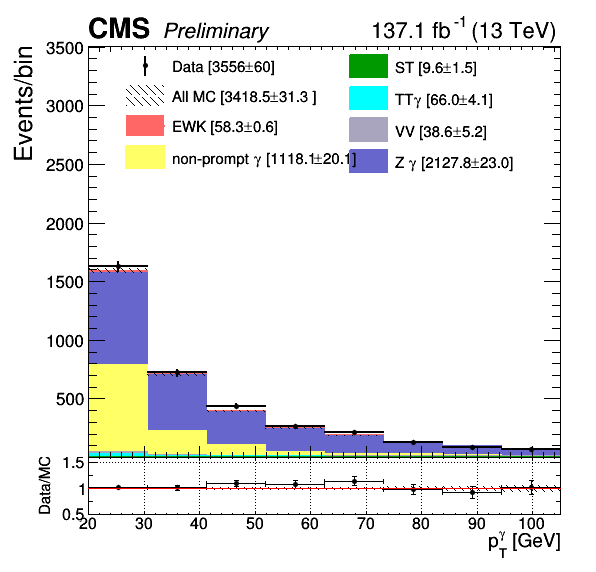 CMS Preliminary 137.1 fb⁻¹ (13 TeV)
Events/bin
3500
3000
2500
2000
1500
1000
500
Data [3556±60]
All MC [3418.5±31.3 ]
EWK [58.3±0.6]
non-prompt γ [1118.1±20.1]
ST [9.6±1.5]
TTγ [66.0±4.1]
VV [38.6±5.2]
Z γ [2127.8±23.0]
Data/MC
1.5
1
0.5
20 30 40 50 60 70 80 90 100
p_T^γ [GeV]